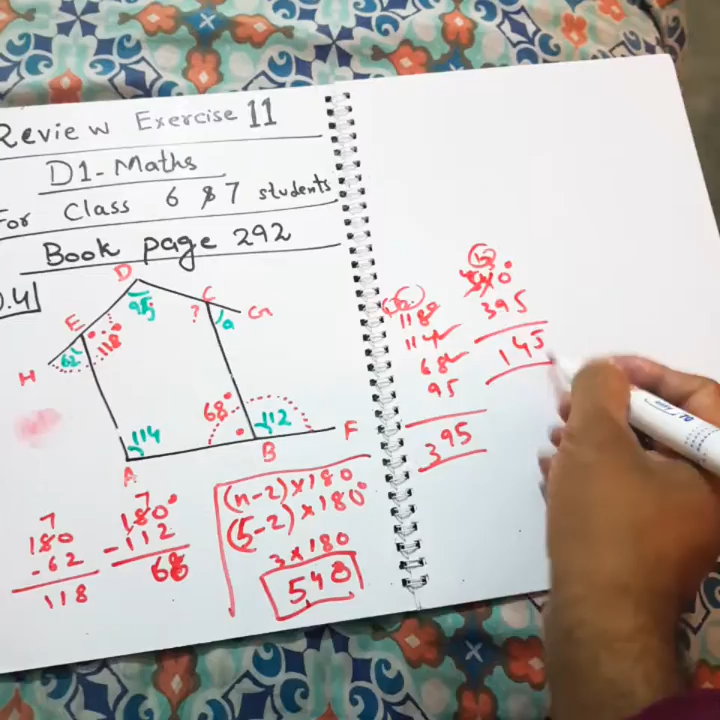 Review Exercise 11
D1-Maths
For Class 6 & 7 students
Book page 292
Q.4
D
95
C
?
a
G
E
62
118
H
114
A
68°
112
B
F
7
180
-62
118
7
180°
-112
68
(n-2)×180
(5-2)×180°
3×180
540
118
114
68
95
395
540°
395
145